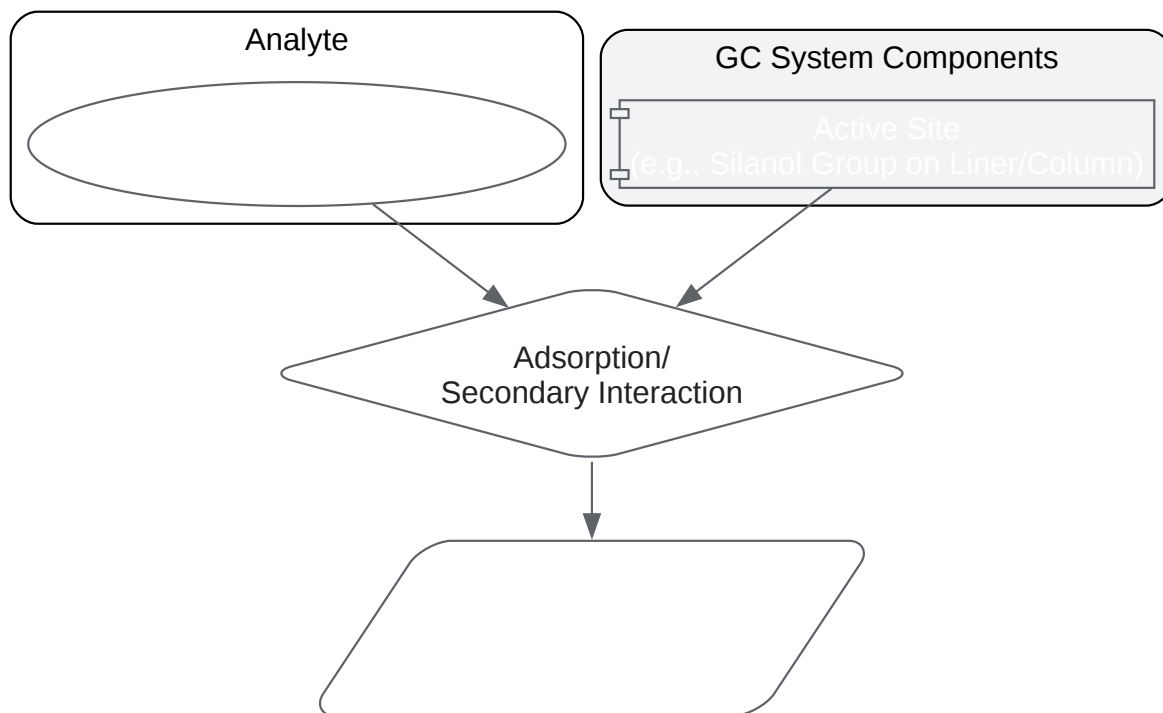 Analyte
GC System Components
Active Site
(e.g., Silanol Group on Liner/Column)
Adsorption/
Secondary Interaction